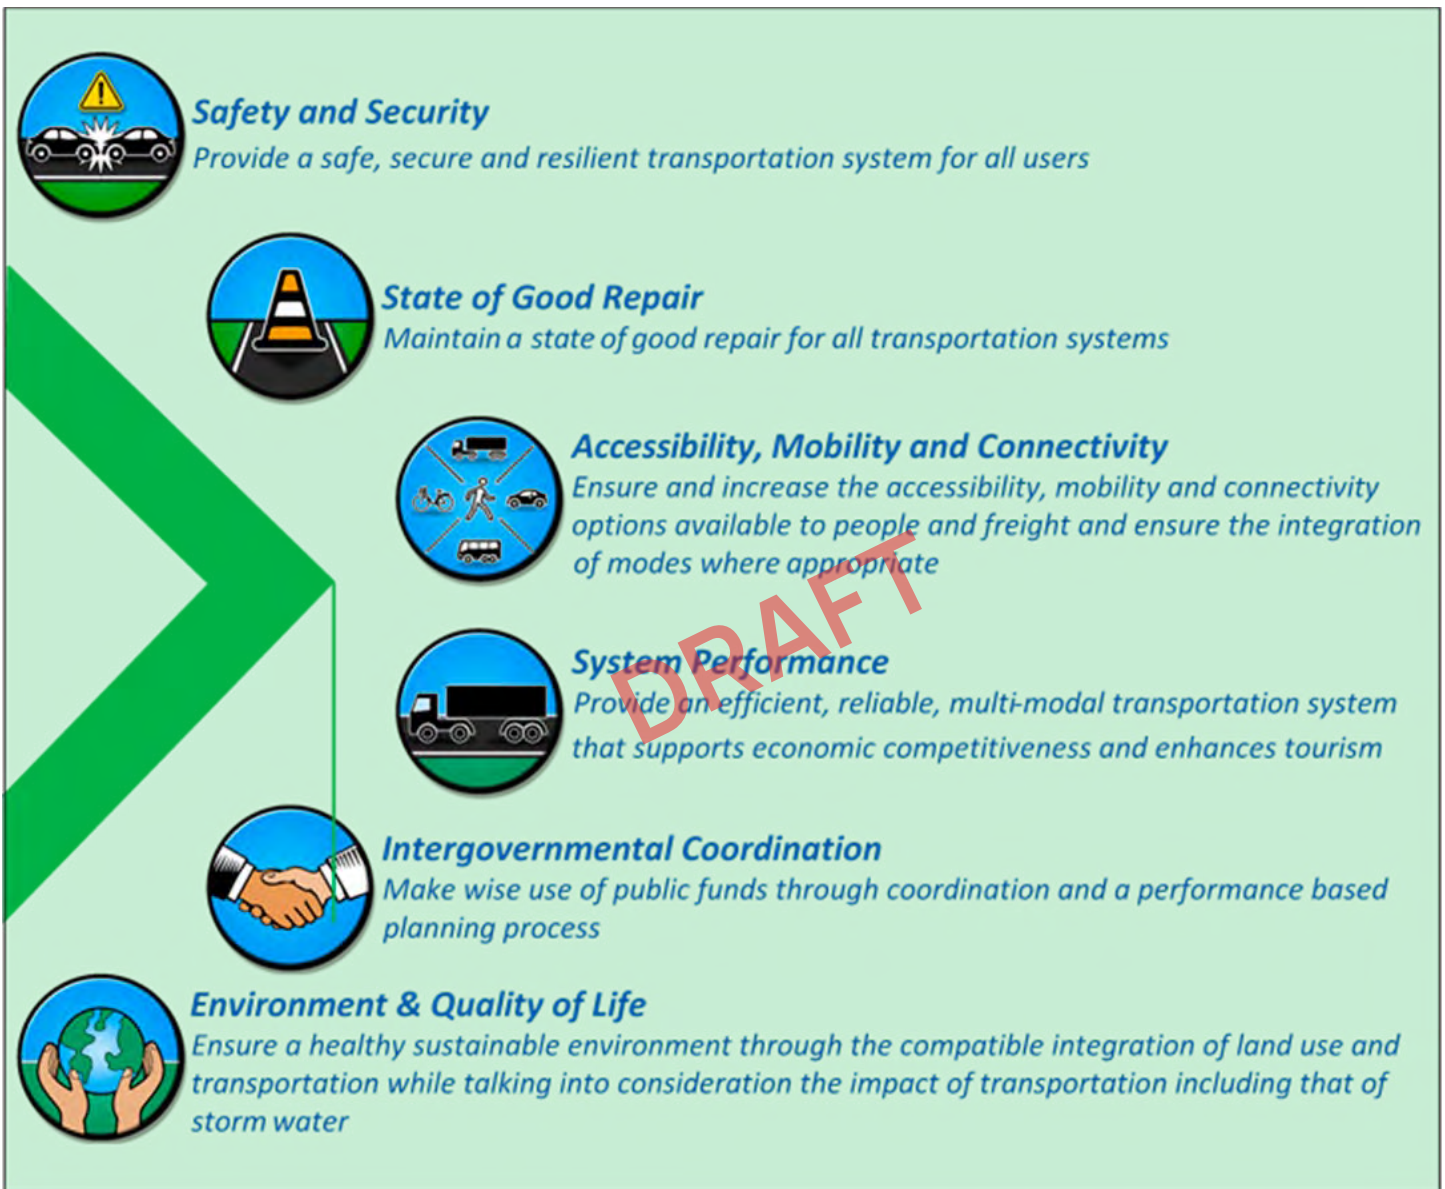 Safety and Security
Provide a safe, secure and resilient transportation system for all users
State of Good Repair
Maintain a state of good repair for all transportation systems
Accessibility, Mobility and Connectivity
Ensure and increase the accessibility, mobility and connectivity
options available to people and freight and ensure the integration
of modes where appropriate
DRAFT
System Performance
Provide an efficient, reliable, multi-modal transportation system
that supports economic competitiveness and enhances tourism
Intergovernmental Coordination
Make wise use of public funds through coordination and a performance based
planning process
Environment & Quality of Life
Ensure a healthy sustainable environment through the compatible integration of land use and
transportation while talking into consideration the impact of transportation including that of
storm water